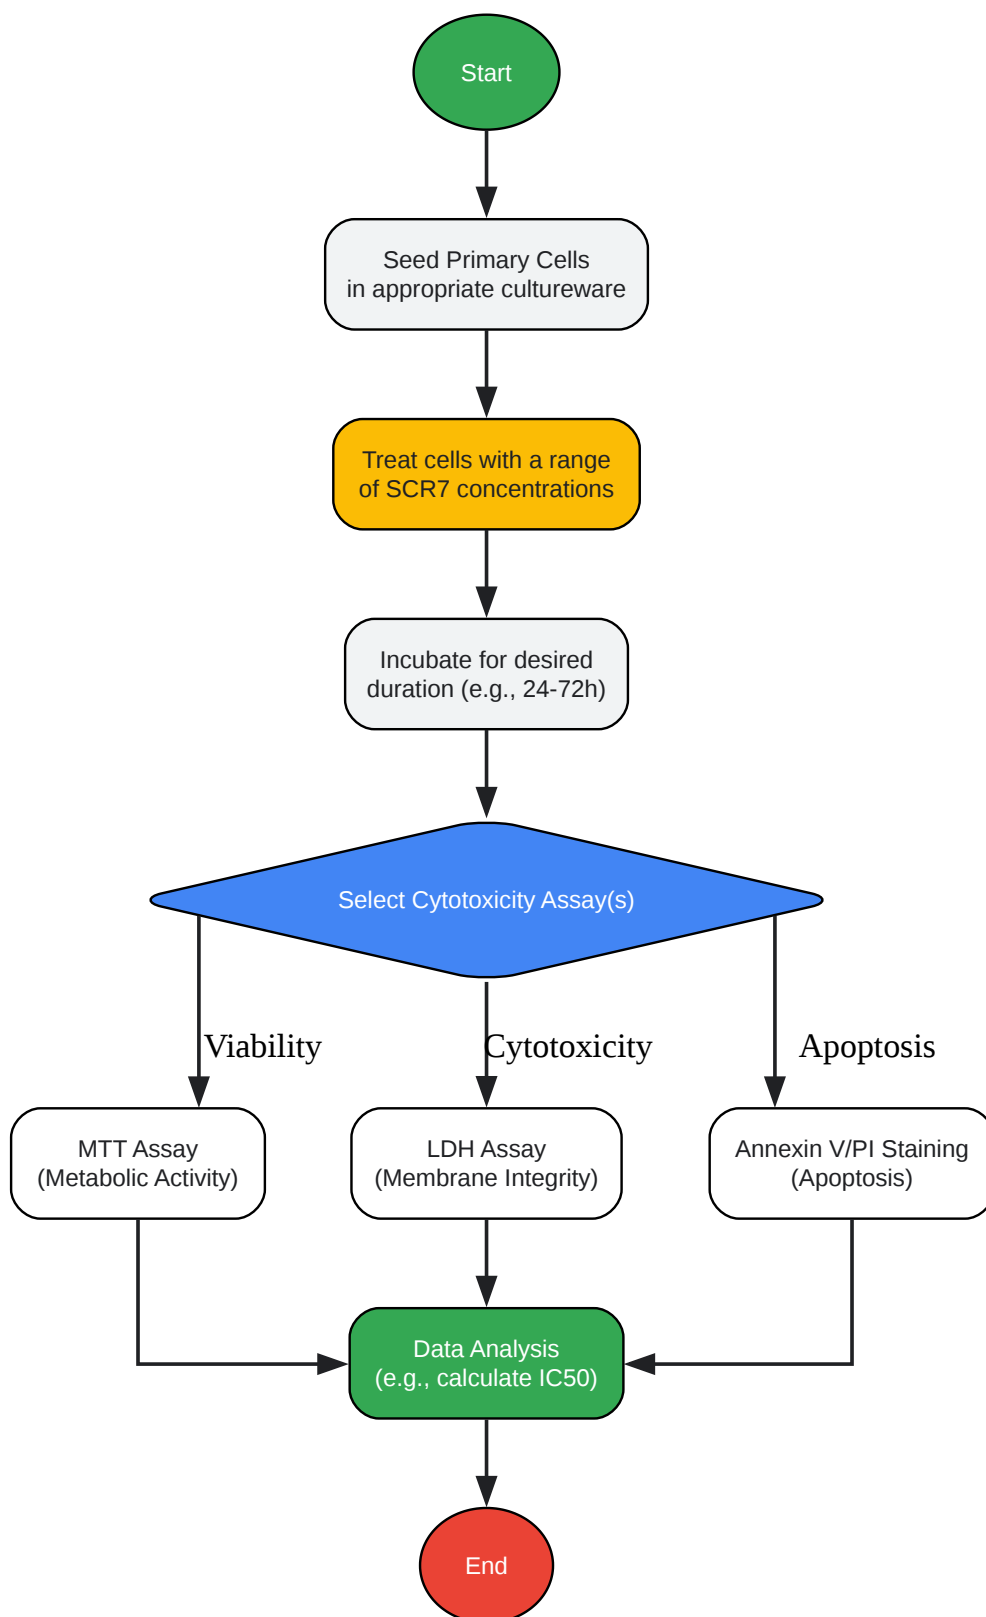 Start
Seed Primary Cells
in appropriate cultureware
Treat cells with a range
of SCR7 concentrations
Incubate for desired
duration (e.g., 24-72h)
Select Cytotoxicity Assay(s)
Viability
Cytotoxicity
Apoptosis
MTT Assay
(Metabolic Activity)
LDH Assay
(Membrane Integrity)
Annexin V/PI Staining
(Apoptosis)
Data Analysis
(e.g., calculate IC50)
End